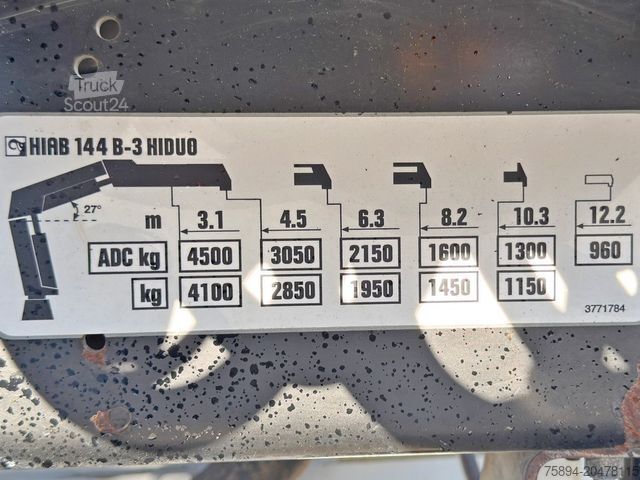 Truck
Scout24
HIAB 144 B-3 HIDUO
27°
m 3.1 4.5 6.3 8.2 10.3 12.2
ADC kg 4500 3050 2150 1600 1300 960
kg 4100 2850 1950 1450 1150
3771784
75894-20478115